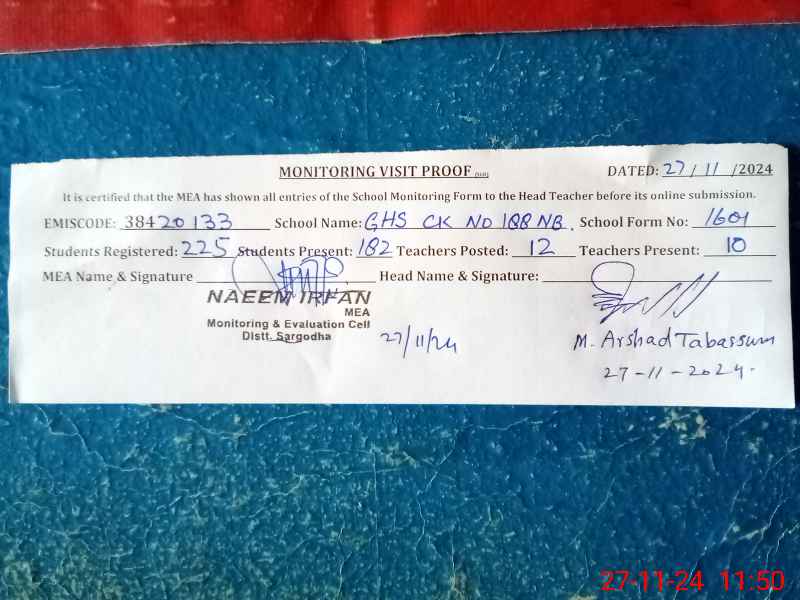 MONITORING VISIT PROOF
DATED: 27/11/2024
It is certified that the MEA has shown all entries of the School Monitoring Form to the Head Teacher before its online submission.
EMISCODE: 38420133 School Name: GHS CK NO 188 NB. School Form No: 1601
Students Registered: 225 Students Present: 182 Teachers Posted: 12 Teachers Present: 10
MEA Name & Signature Head Name & Signature:
NAEEM IRFAN
MEA
Monitoring & Evaluation Cell
Distt. Sargodha
27/11/24
M. Arshad Tabassum
27-11-2024.
27-11-24 11:50